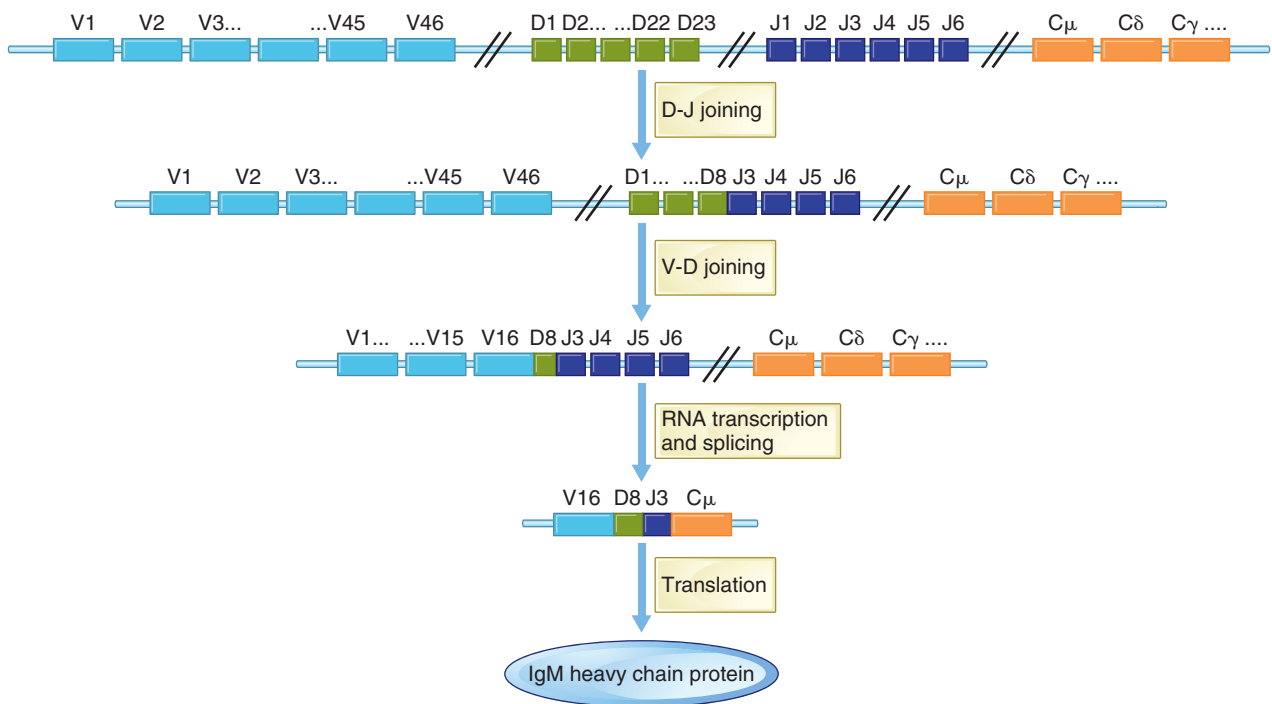 V1 V2 V3... ...V45 V46 D1 D2... ...D22 D23 J1 J2 J3 J4 J5 J6 Cμ Cδ Cγ ....
D-J joining
V1 V2 V3... ...V45 V46 D1... ...D8 J3 J4 J5 J6 Cμ Cδ Cγ ....
V-D joining
V1... ...V15 V16 D8 J3 J4 J5 J6 Cμ Cδ Cγ ....
RNA transcription
and splicing
V16 D8 J3 Cμ
Translation
IgM heavy chain protein